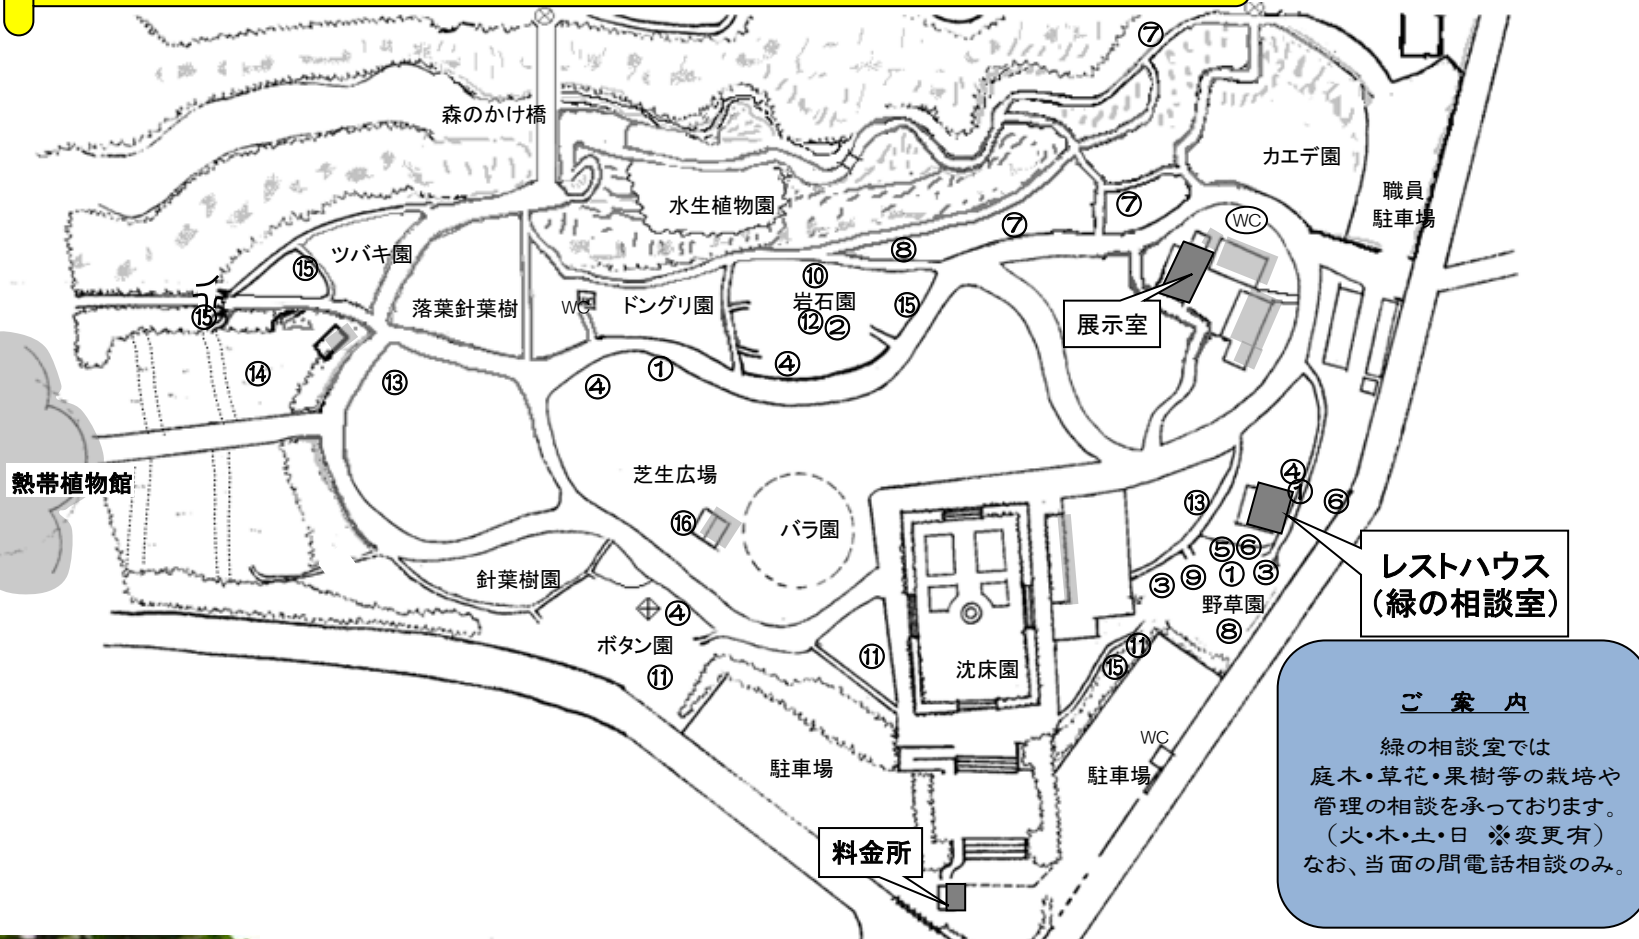 ⑦
森のかけ橋
カエデ園
職員
駐車場
水生植物園
⑦
⑦
WC
⑧
ツバキ園
⑮
⑩
落葉針葉樹
WC
ドングリ園
岩石園
⑮
⑫②
展示室
⑮
④
①
⑭
⑬
④
熱帯植物館
芝生広場
④
①
⑥
⑬
⑯
バラ園
⑤⑥
レストハウス
(緑の相談室)
針葉樹園
③
⑨
①
③
野草園
④
⑧
ボタン園
⑪
⑪
⑪
⑮
沈床園
ご 案 内
緑の相談室では
庭木・草花・果樹等の栽培や
管理の相談を承っております。
(火・木・土・日 ※変更有)
なお、当面の間電話相談のみ。
WC
駐車場
駐車場
料金所